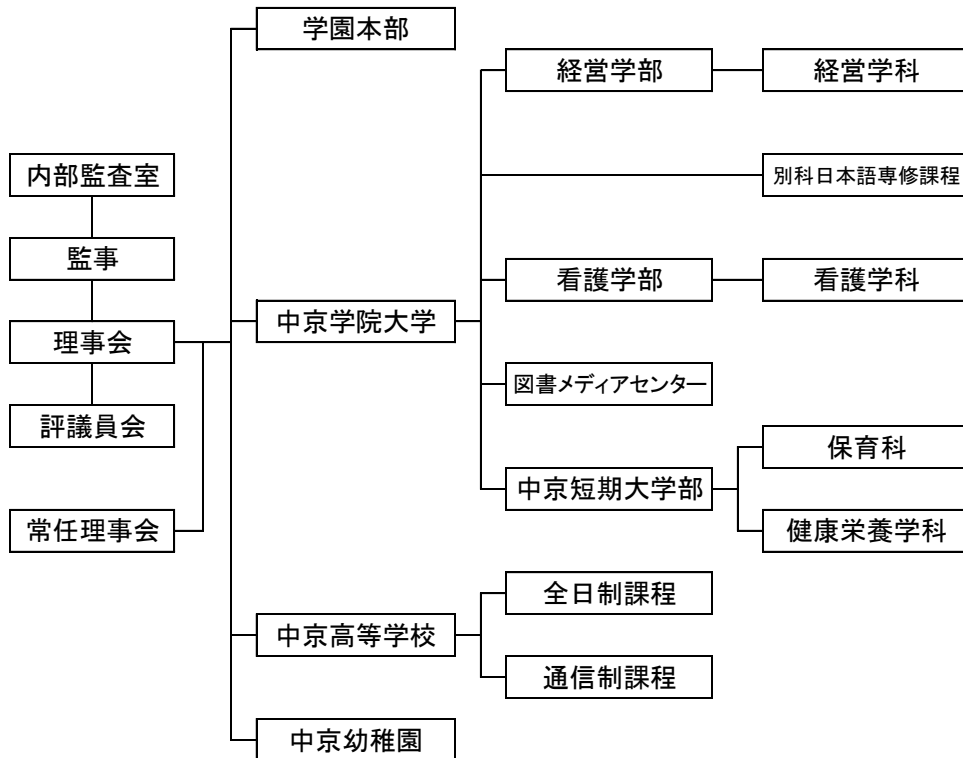 学園本部
経営学部
経営学科
内部監査室
別科日本語専修課程
監事
看護学部
看護学科
理事会
中京学院大学
図書メディアセンター
評議員会
保育科
中京短期大学部
常任理事会
健康栄養学科
全日制課程
中京高等学校
通信制課程
中京幼稚園